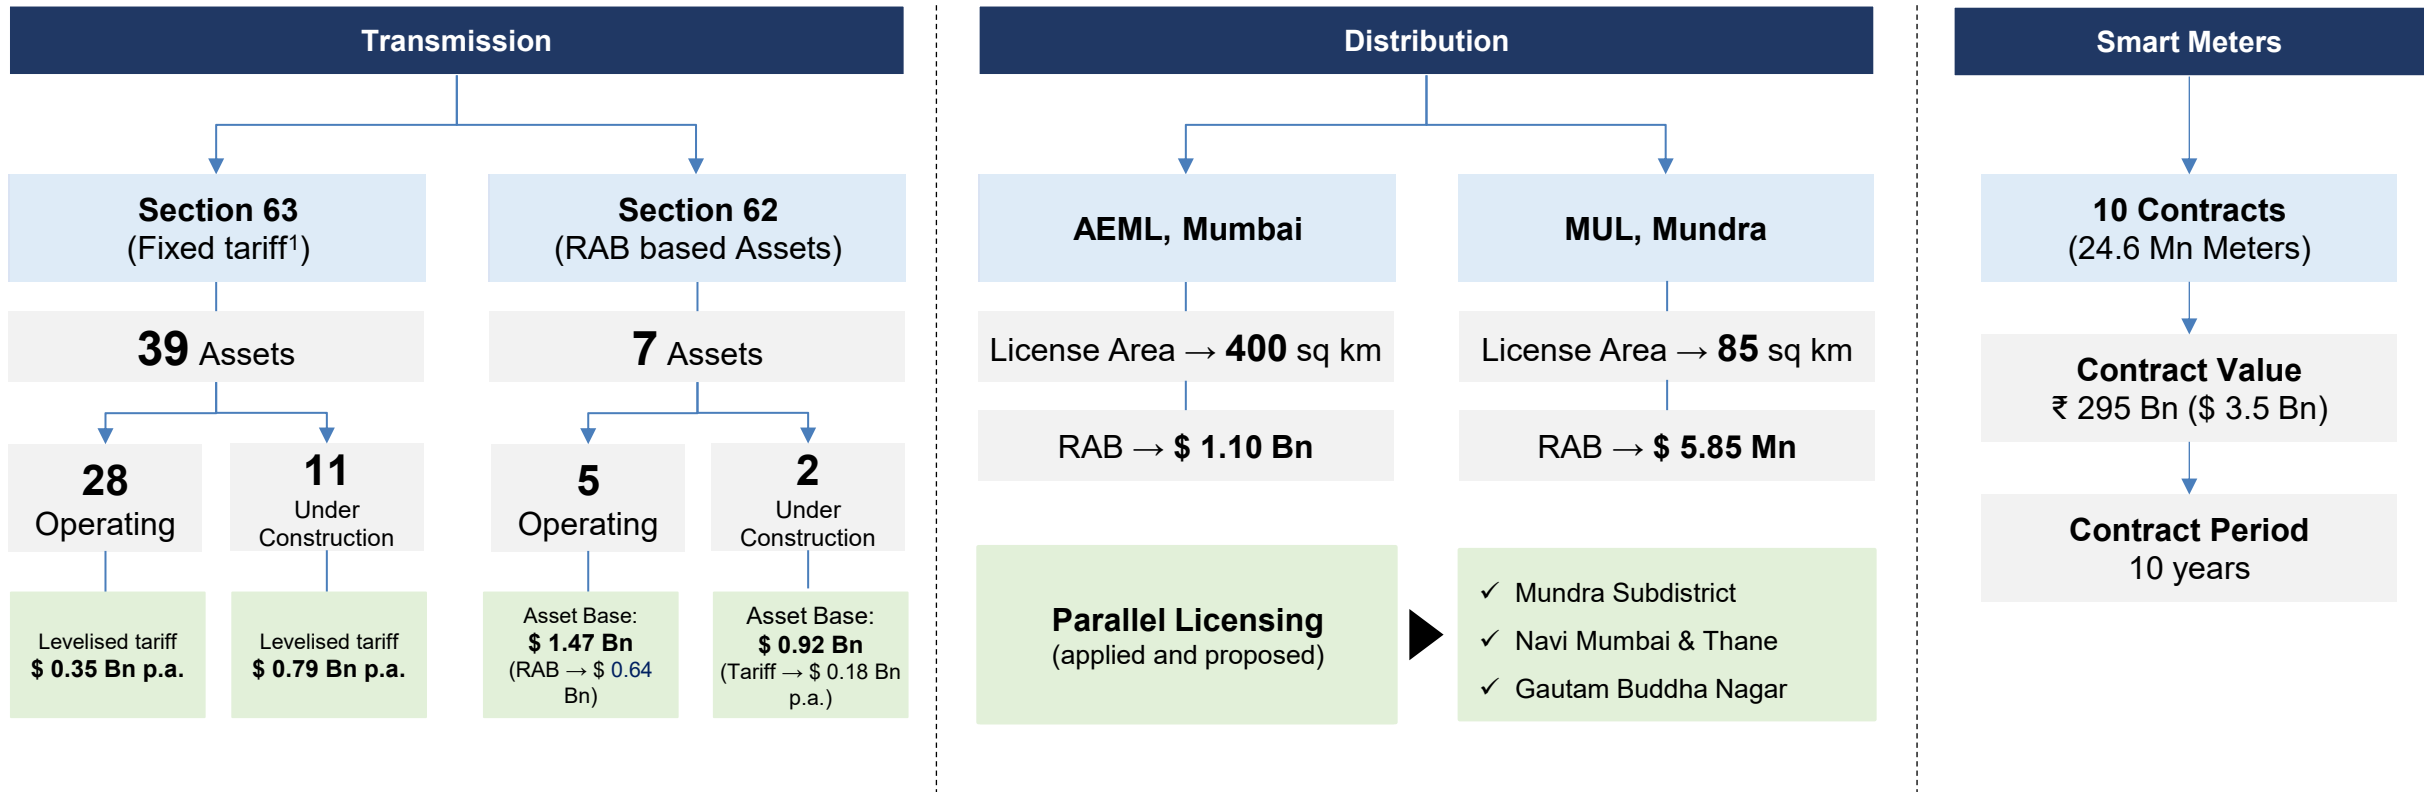 Transmission
Section 63
(Fixed tariff¹)
39 Assets
28
Operating
Levelised tariff
$ 0.35 Bn p.a.
11
Under
Construction
Levelised tariff
$ 0.79 Bn p.a.
Section 62
(RAB based Assets)
7 Assets
5
Operating
Asset Base:
$ 1.47 Bn
(RAB → $ 0.64
Bn)
2
Under
Construction
Asset Base:
$ 0.92 Bn
(Tariff → $ 0.18 Bn
p.a.)
Distribution
AEML, Mumbai
License Area → 400 sq km
RAB → $ 1.10 Bn
MUL, Mundra
License Area → 85 sq km
RAB → $ 5.85 Mn
Parallel Licensing
(applied and proposed)
✓ Mundra Subdistrict
✓ Navi Mumbai & Thane
✓ Gautam Buddha Nagar
Smart Meters
10 Contracts
(24.6 Mn Meters)
Contract Value
₹ 295 Bn ($ 3.5 Bn)
Contract Period
10 years